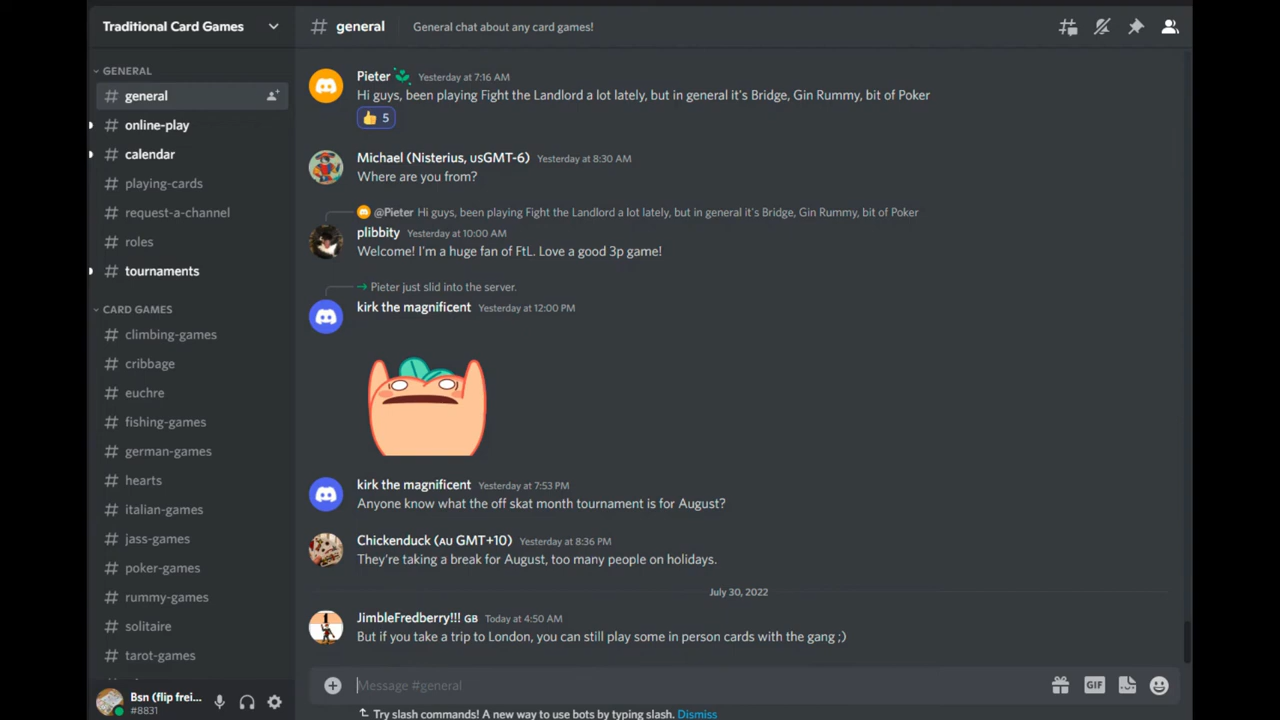 Traditional Card Games
# general
General chat about any card games!
GENERAL
# general
# online-play
# calendar
# playing-cards
# request-a-channel
# roles
# tournaments
CARD GAMES
# climbing-games
# cribbage
# euchre
# fishing-games
# german-games
# hearts
# italian-games
# jass-games
# poker-games
# rummy-games
# solitaire
# tarot-games
Bsn (flip frei...
#8831
Pieter Yesterday at 7:16 AM
Hi guys, been playing Fight the Landlord a lot lately, but in general it's Bridge, Gin Rummy, bit of Poker
5
Michael (Nisterius, usGMT-6) Yesterday at 8:30 AM
Where are you from?
@Pieter Hi guys, been playing Fight the Landlord a lot lately, but in general it's Bridge, Gin Rummy, bit of Poker
plibbity Yesterday at 10:00 AM
Welcome! I'm a huge fan of FtL. Love a good 3p game!
Pieter just slid into the server.
kirk the magnificent Yesterday at 12:00 PM
kirk the magnificent Yesterday at 7:53 PM
Anyone know what the off skat month tournament is for August?
Chickenduck (AU GMT+10) Yesterday at 8:36 PM
They're taking a break for August, too many people on holidays.
July 30, 2022
JimbleFredberry!!! GB Today at 4:50 AM
But if you take a trip to London, you can still play some in person cards with the gang ;)
Message #general
GIF
Try slash commands! A new way to use bots by typing slash. Dismiss